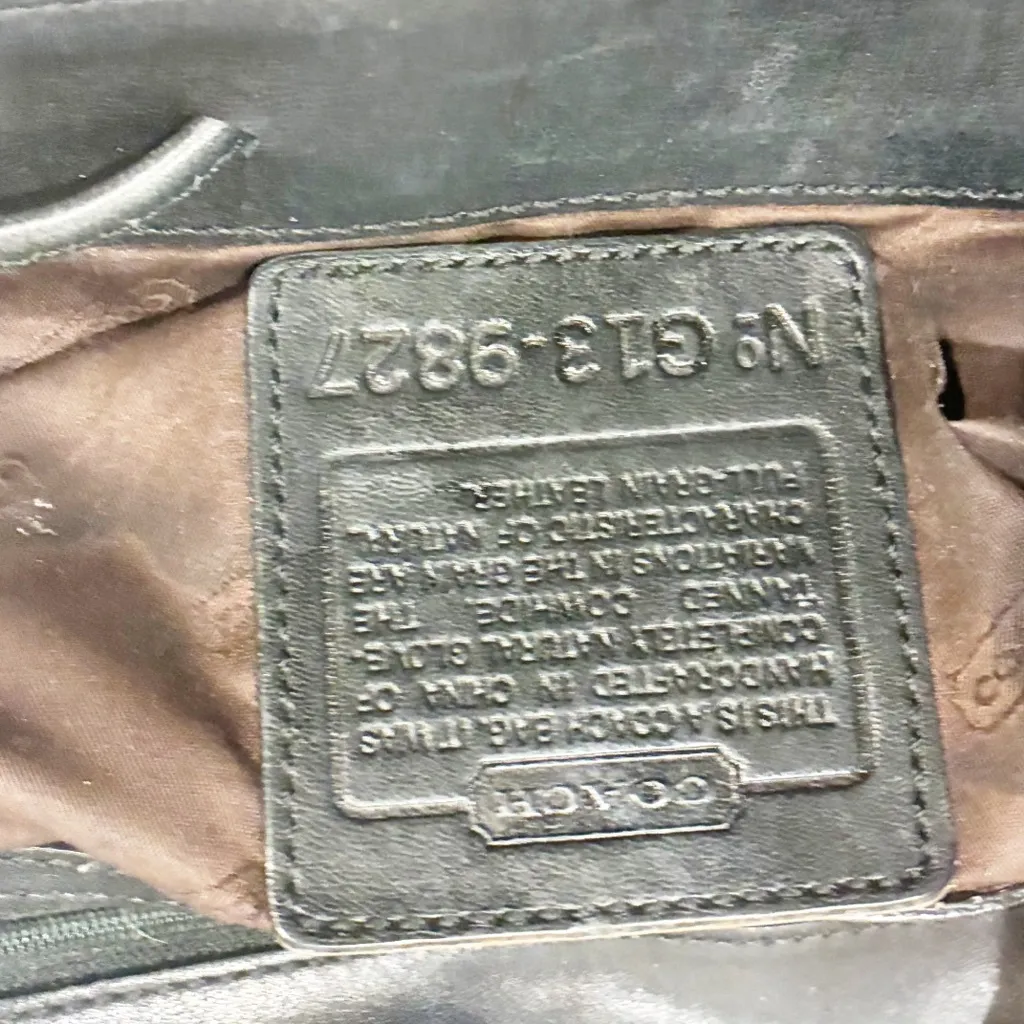 COACH
THIS IS A COACH BAG. IT WAS
HANDCRAFTED IN CHINA OF
COMPLETELY NATURAL GLOVE-
TANNED COWHIDE. THE
VARIATIONS IN THE GRAIN ARE
CHARACTERISTIC OF NATURAL
FULL-GRAIN LEATHER.
Nº G13-9827